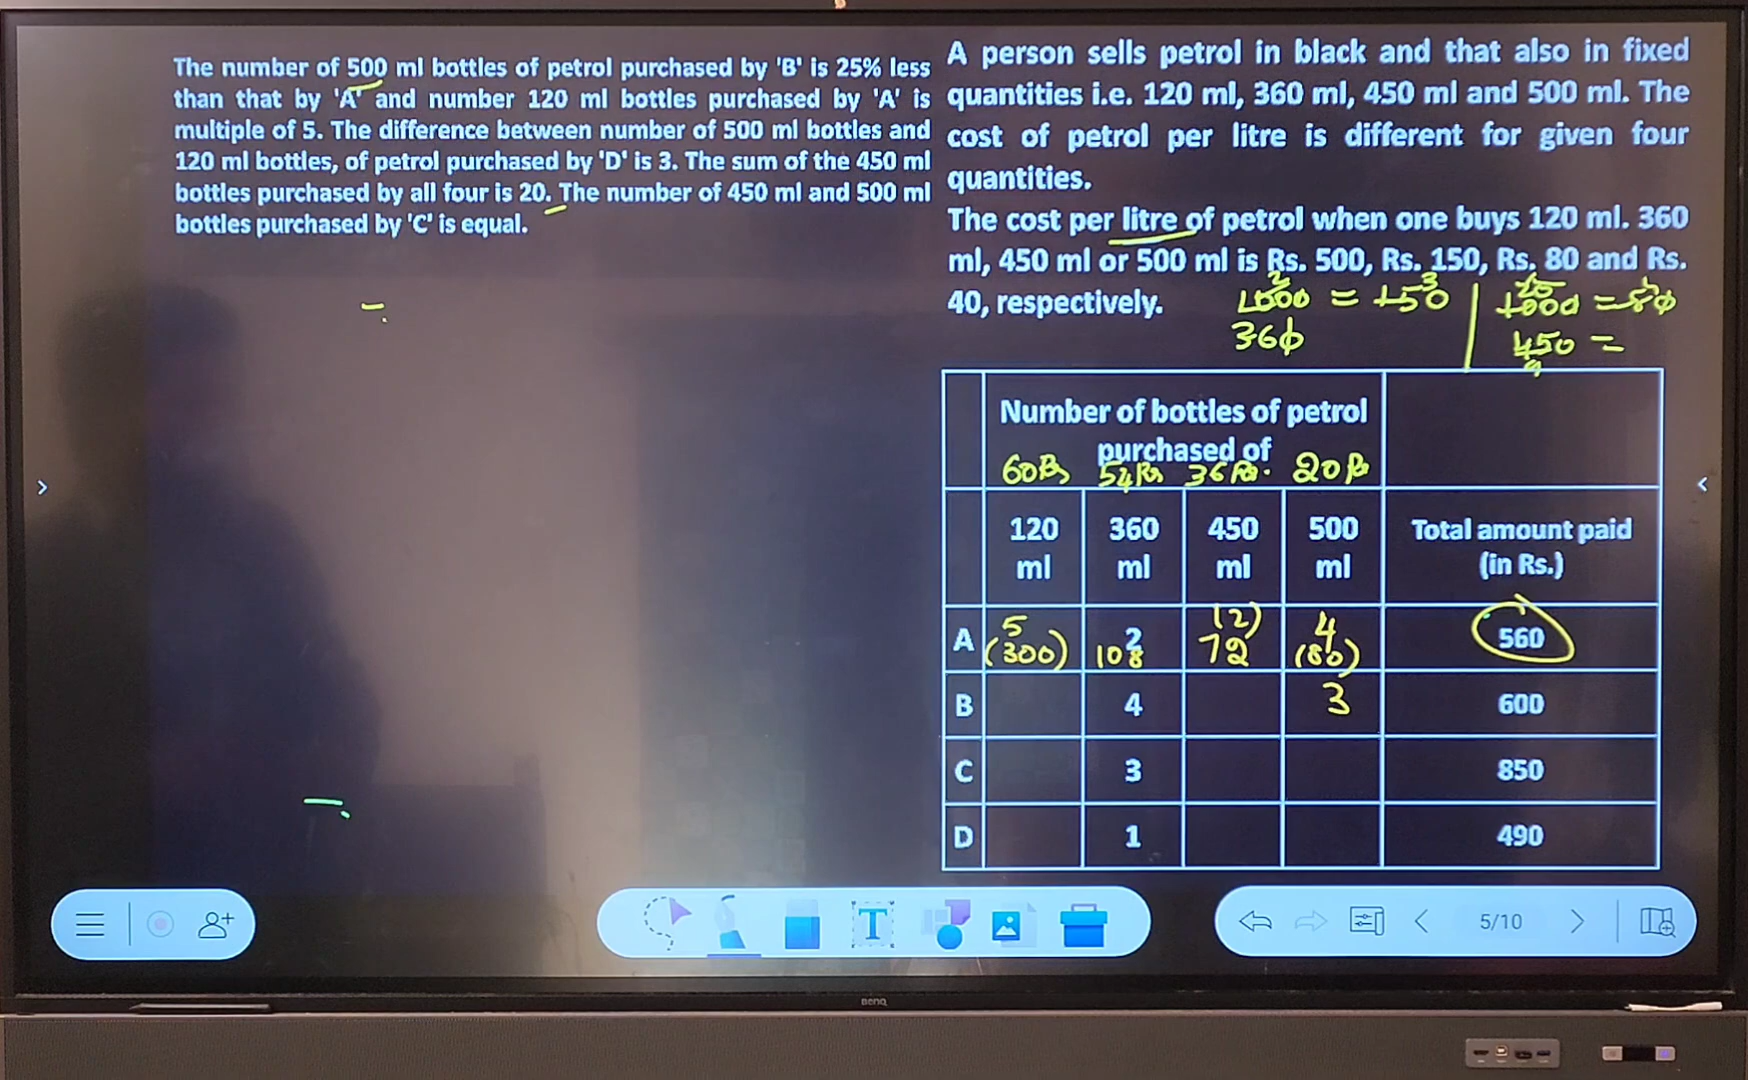 The number of 500 ml bottles of petrol purchased by 'B' is 25% less
than that by 'A' and number 120 ml bottles purchased by 'A' is
multiple of 5. The difference between number of 500 ml bottles and
120 ml bottles, of petrol purchased by 'D' is 3. The sum of the 450 ml
bottles purchased by all four is 20. The number of 450 ml and 500 ml
bottles purchased by 'C' is equal.
A person sells petrol in black and that also in fixed
quantities i.e. 120 ml, 360 ml, 450 ml and 500 ml. The
cost of petrol per litre is different for given four
quantities.
The cost per litre of petrol when one buys 120 ml. 360
ml, 450 ml or 500 ml is Rs. 500, Rs. 150, Rs. 80 and Rs.
40, respectively.
1000 = 150
360
450 =
Number of bottles of petrol
purchased of
60Rs 54Rs 36Rs. 20Rs
120 ml 360 ml 450 ml 500 ml Total amount paid (in Rs.)
A 5 (300) 2 108 (2) 72 4 (80) 560
B 4 3 600
C 3 850
D 1 490
T
5/10
BenQ